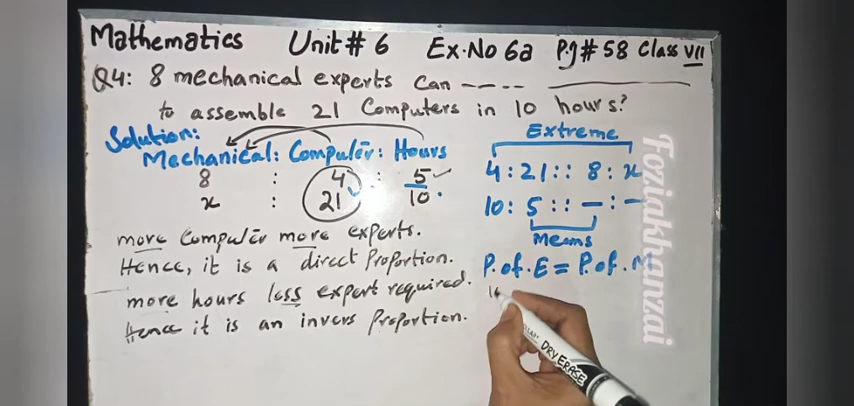 Mathematics Unit # 6 Ex.No 6a Pg# 58 Class VII
Q4: 8 mechanical experts can ---- ____
to assemble 21 Computers in 10 hours?
Solution:
Mechanical: Computer: Hours
8 : 4 : 5
x : 21 : 10
more computer more experts.
Hence, it is a direct Proportion.
more hours less expert required.
Hence it is an invers Proportion.
Extreme
4 : 21 :: 8 : x
10 : 5 :: – : –
Means
P.of.E = P.of.M
DRY ERASE
Foziakhanzai